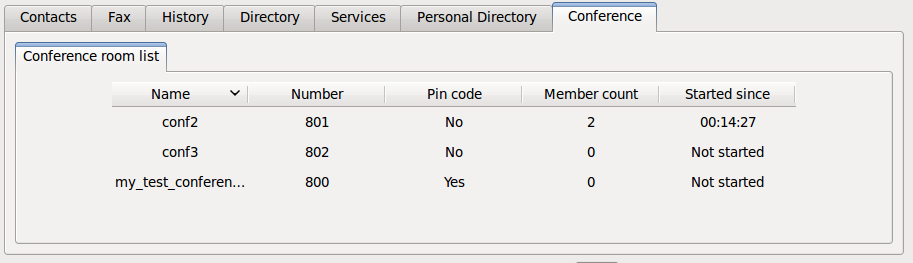 Contacts Fax History Directory Services Personal Directory Conference
Conference room list
Name Number Pin code Member count Started since
conf2 801 No 2 00:14:27
conf3 802 No 0 Not started
my_test_conferen... 800 Yes 0 Not started